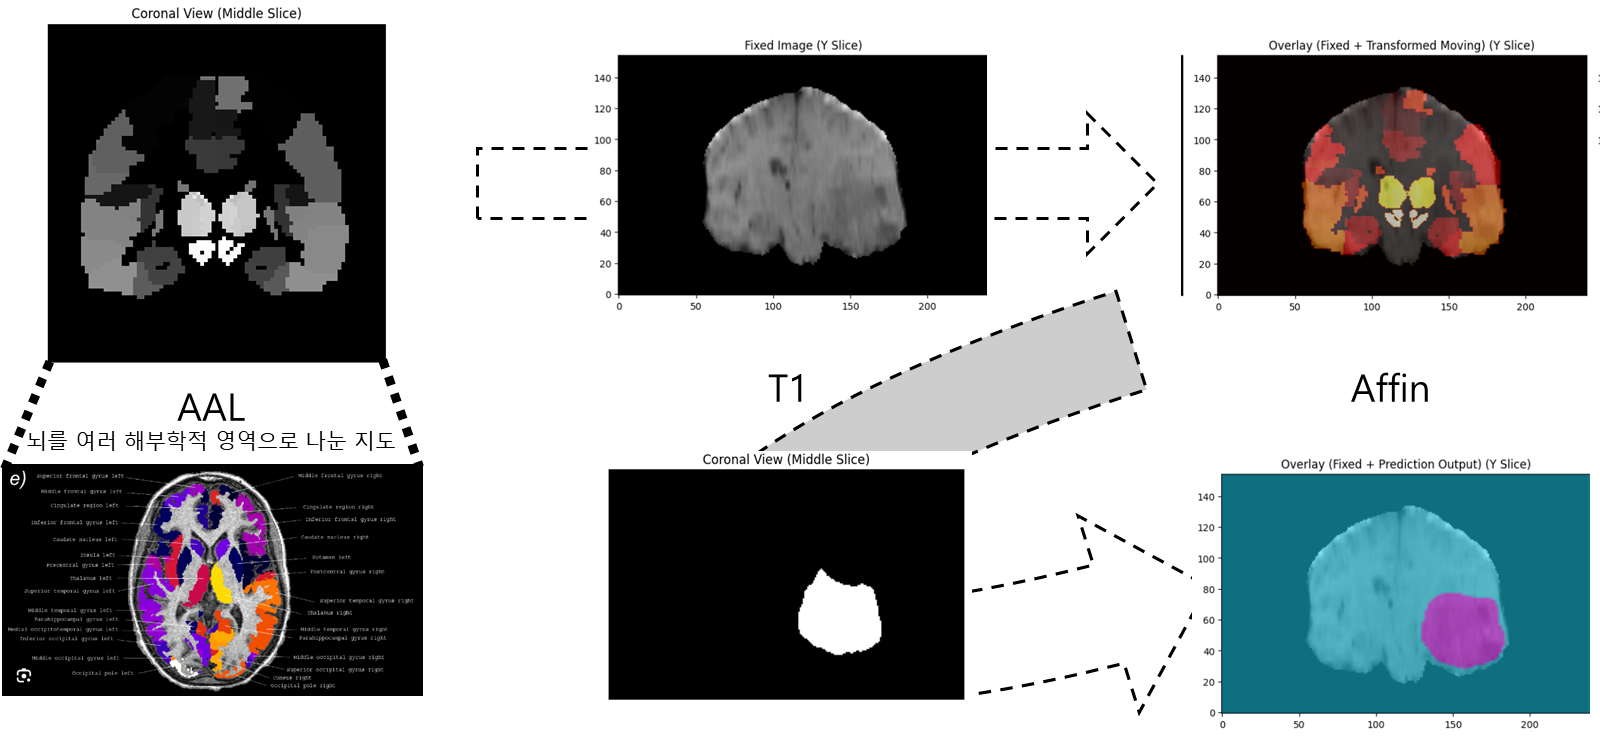 Coronal View (Middle Slice)
AAL
뇌를 여러 해부학적 영역으로 나눈 지도
e)
Superior frontal gyrus left
Middle frontal gyrus left
Cingulate region left
Inferior frontal gyrus left
Caudate nucleus left
Insula left
Precentral gyrus left
Thalamus left
Superior temporal gyrus left
Middle temporal gyrus left
Parahippocampal gyrus left
Medial occipitotemporal gyrus left
Inferior occipital gyrus left
Middle occipital gyrus left
Occipital pole left
Middle frontal gyrus right
Cingulate region right
Inferior frontal gyrus right
Caudate nucleus right
Putamen left
Postcentral gyrus right
Superior temporal gyrus right
Thalamus right
Middle temporal gyrus right
Parahippocampal gyrus right
Middle occipital gyrus right
Superior occipital gyrus right
Cuneus right
Occipital pole right
Fixed Image (Y Slice)
140
120
100
80
60
40
20
0
0 50 100 150 200
T1
Coronal View (Middle Slice)
Overlay (Fixed + Transformed Moving) (Y Slice)
140
120
100
80
60
40
20
0
0 50 100 150 200
Affin
Overlay (Fixed + Prediction Output) (Y Slice)
140
120
100
80
60
40
20
0
0 50 100 150 200